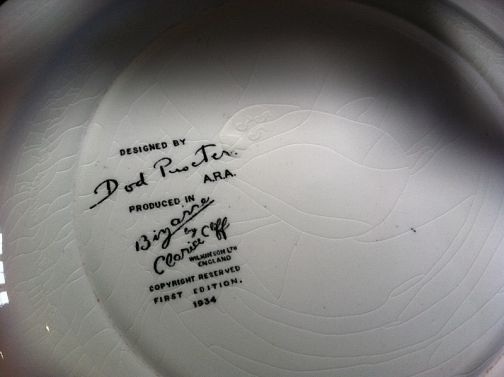 DESIGNED BY
Dod Procter.
A.R.A.
PRODUCED IN
Bizarre
by
Clarice Cliff
WILKINSON LTD
ENGLAND
COPYRIGHT RESERVED
FIRST EDITION.
1934